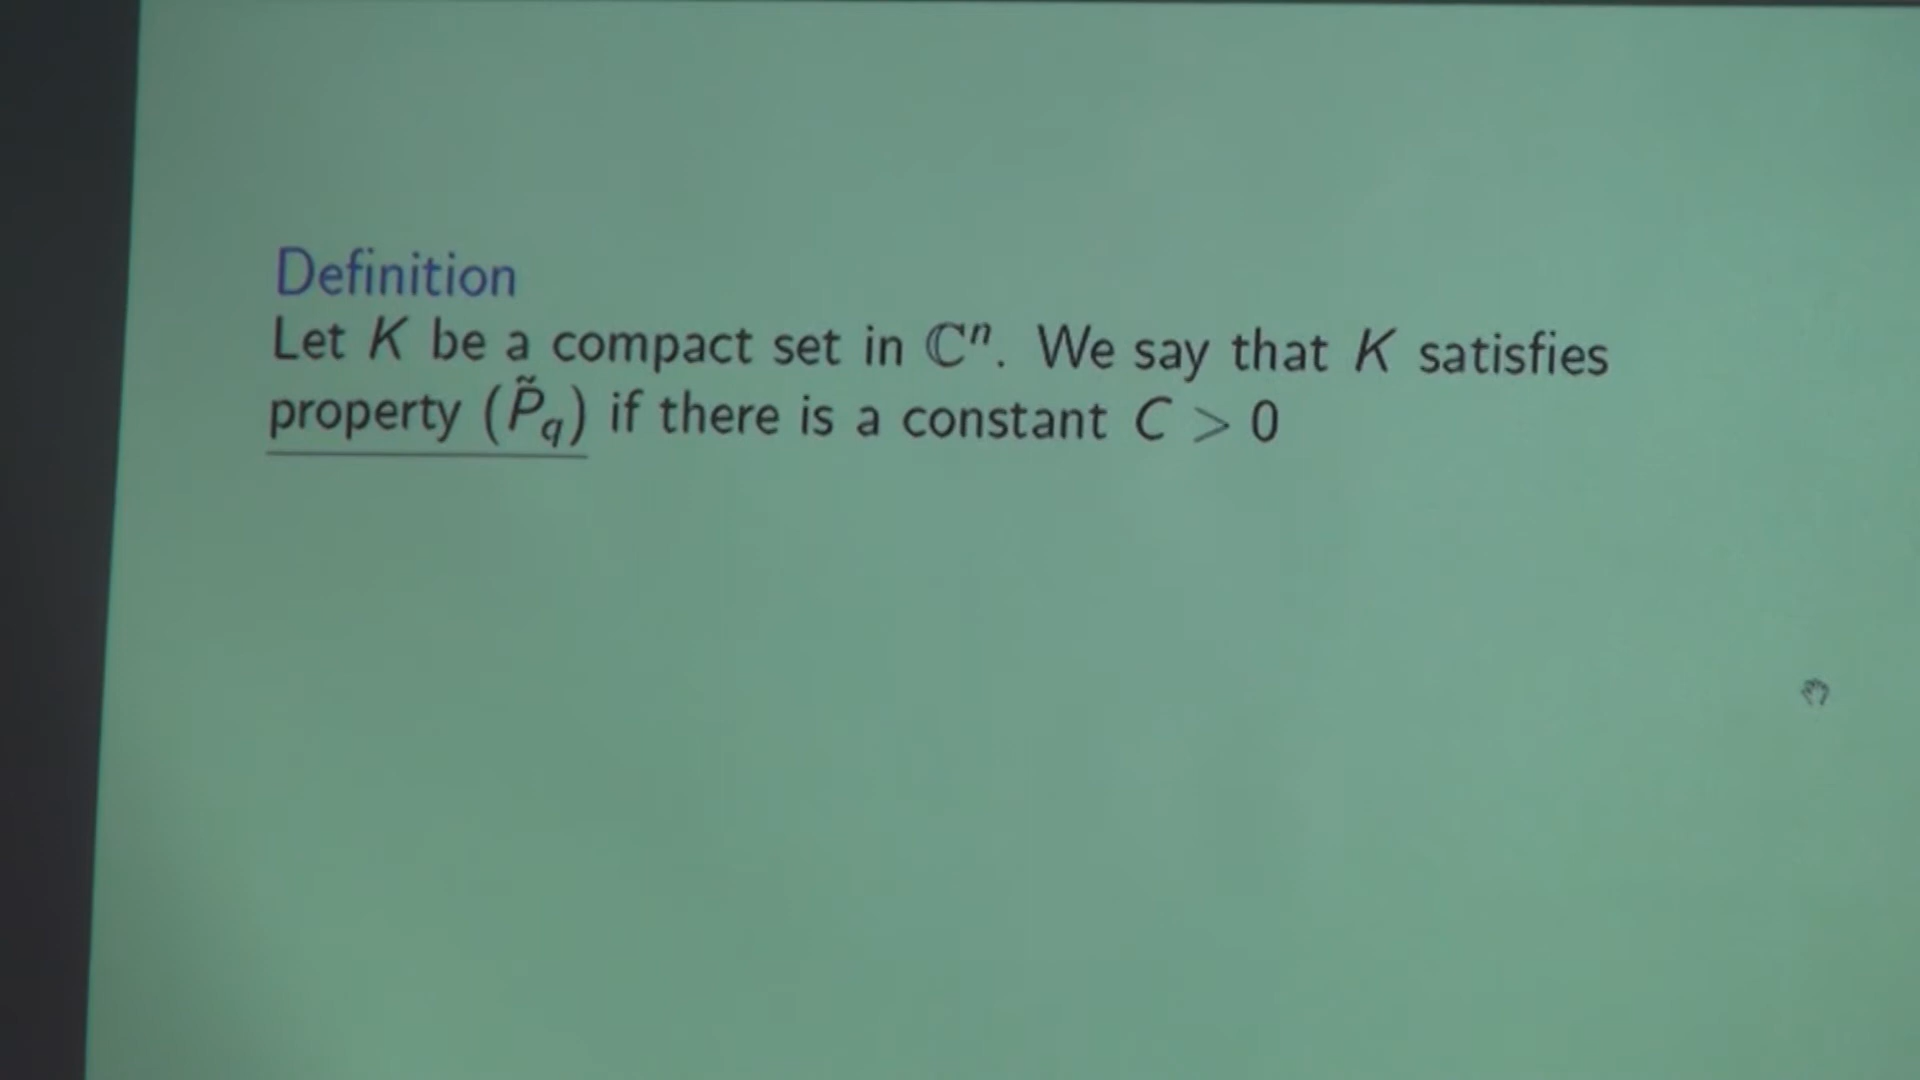 Definition
Let K be a compact set in ℂⁿ. We say that K satisfies
property (P̃_q) if there is a constant C > 0